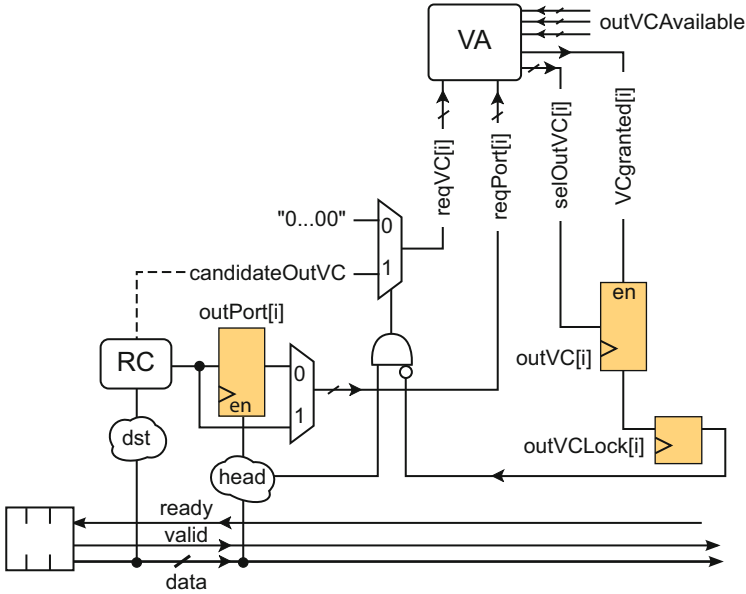 VA
outVCAvailable
reqVC[i]
reqPort[i]
selOutVC[i]
VCgranted[i]
"0...00"
0
1
candidateOutVC
en
outPort[i]
RC
0
1
en
outVC[i]
dst
outVCLock[i]
head
ready
valid
data